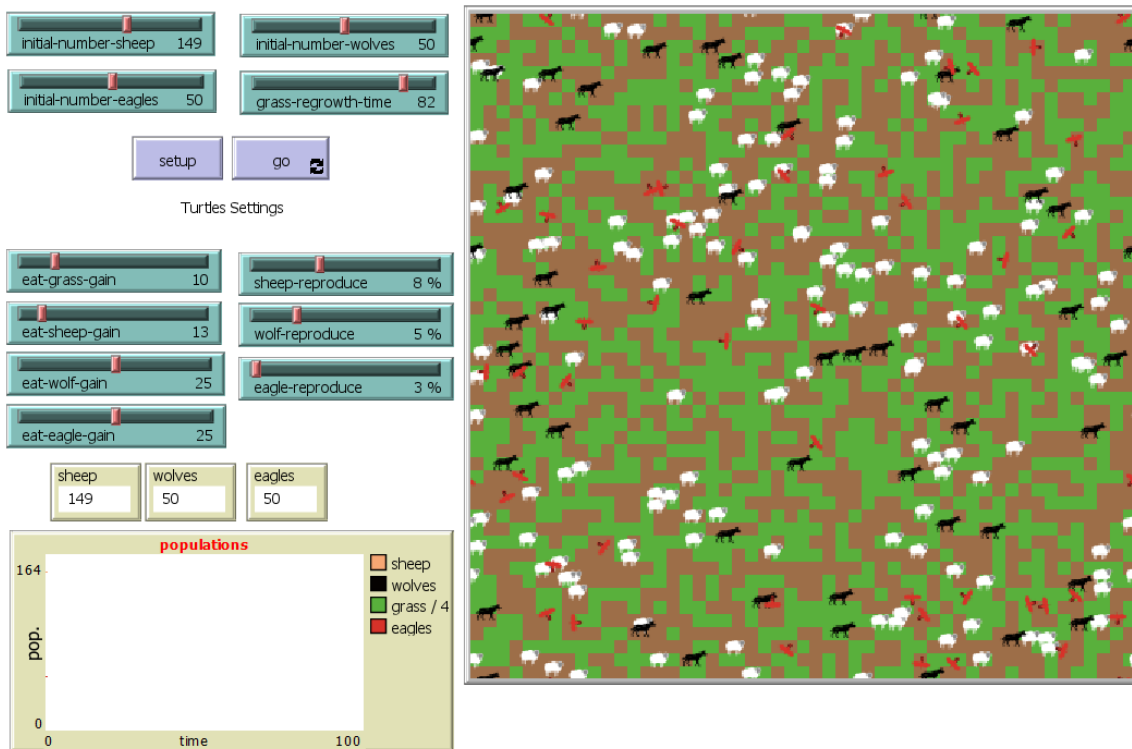 initial-number-sheep 149
initial-number-wolves 50
initial-number-eagles 50
grass-regrowth-time 82
setup
go
Turtles Settings
eat-grass-gain 10
sheep-reproduce 8 %
eat-sheep-gain 13
wolf-reproduce 5 %
eat-wolf-gain 25
eagle-reproduce 3 %
eat-eagle-gain 25
sheep
149
wolves
50
eagles
50
populations
164
pop.
0
0
time
100
sheep
wolves
grass / 4
eagles